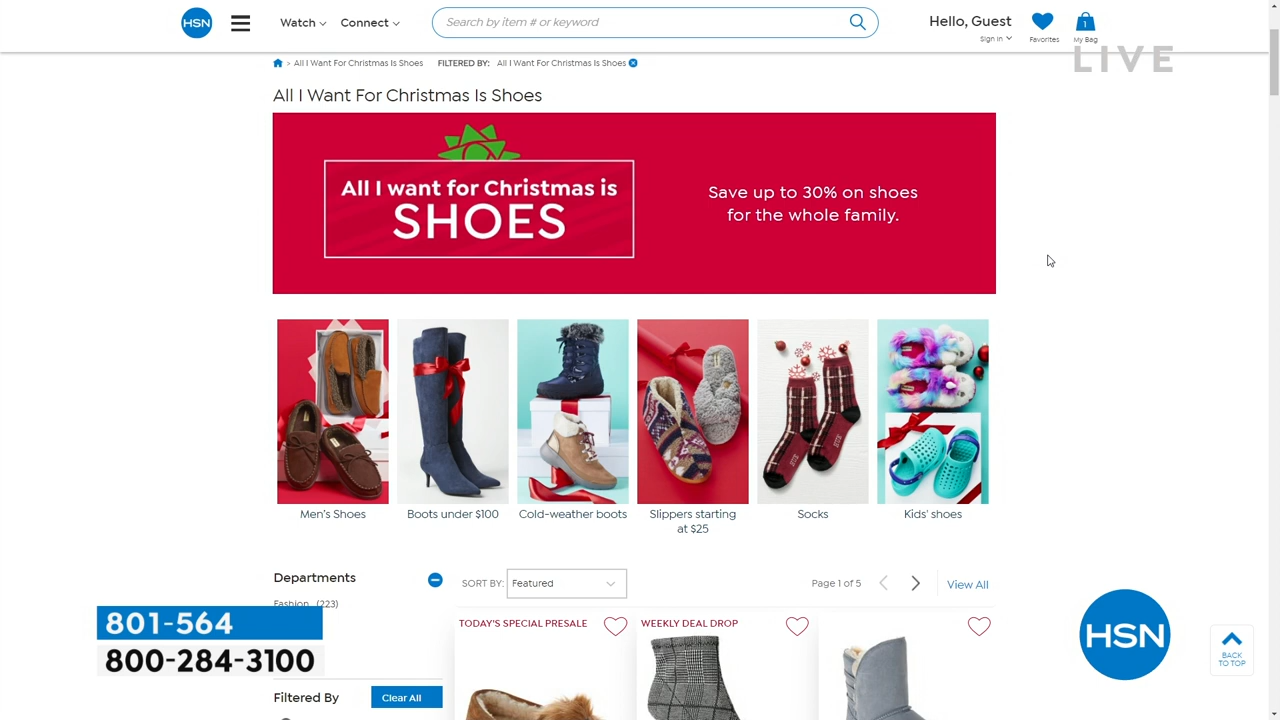 HSN
Watch
Connect
Search by item # or keyword
Hello, Guest
Sign In
Favorites
1
My Bag
LIVE
> All I Want For Christmas Is Shoes
FILTERED BY: All I Want For Christmas Is Shoes
All I Want For Christmas Is Shoes
All I want for Christmas is
SHOES
Save up to 30% on shoes
for the whole family.
Men's Shoes
Boots under $100
Cold-weather boots
Slippers starting
at $25
Socks
Kids' shoes
Departments
SORT BY: Featured
Page 1 of 5
View All
Fashion (223)
801-564
800-284-3100
TODAY'S SPECIAL PRESALE
WEEKLY DEAL DROP
HSN
BACK
TO TOP
Filtered By
Clear All